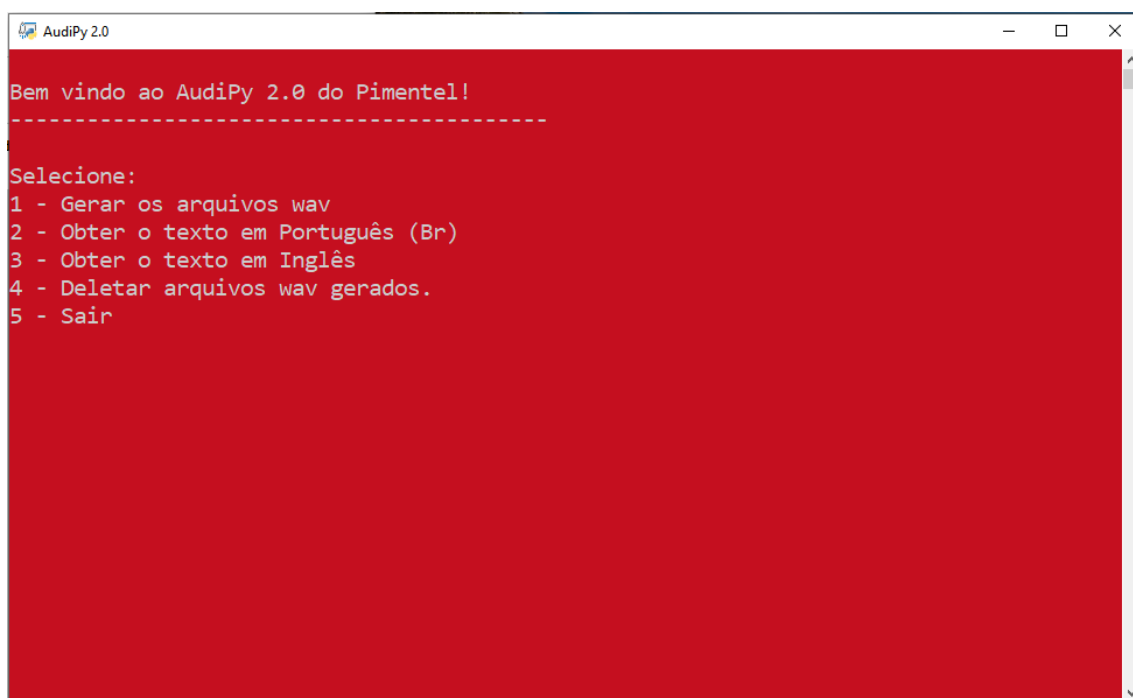 AudiPy 2.0
Bem vindo ao AudiPy 2.0 do Pimentel!
------------------------------------------
Selecione:
1 - Gerar os arquivos wav
2 - Obter o texto em Português (Br)
3 - Obter o texto em Inglês
4 - Deletar arquivos wav gerados.
5 - Sair